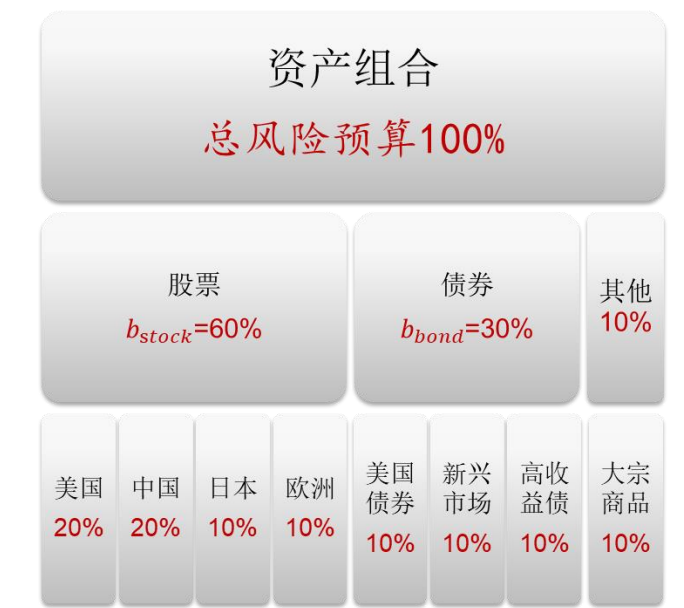 资产组合
总风险预算100%
股票
b_stock=60%
债券
b_bond=30%
其他
10%
美国
20%
中国
20%
日本
10%
欧洲
10%
美国
债券
10%
新兴
市场
10%
高收
益债
10%
大宗
商品
10%